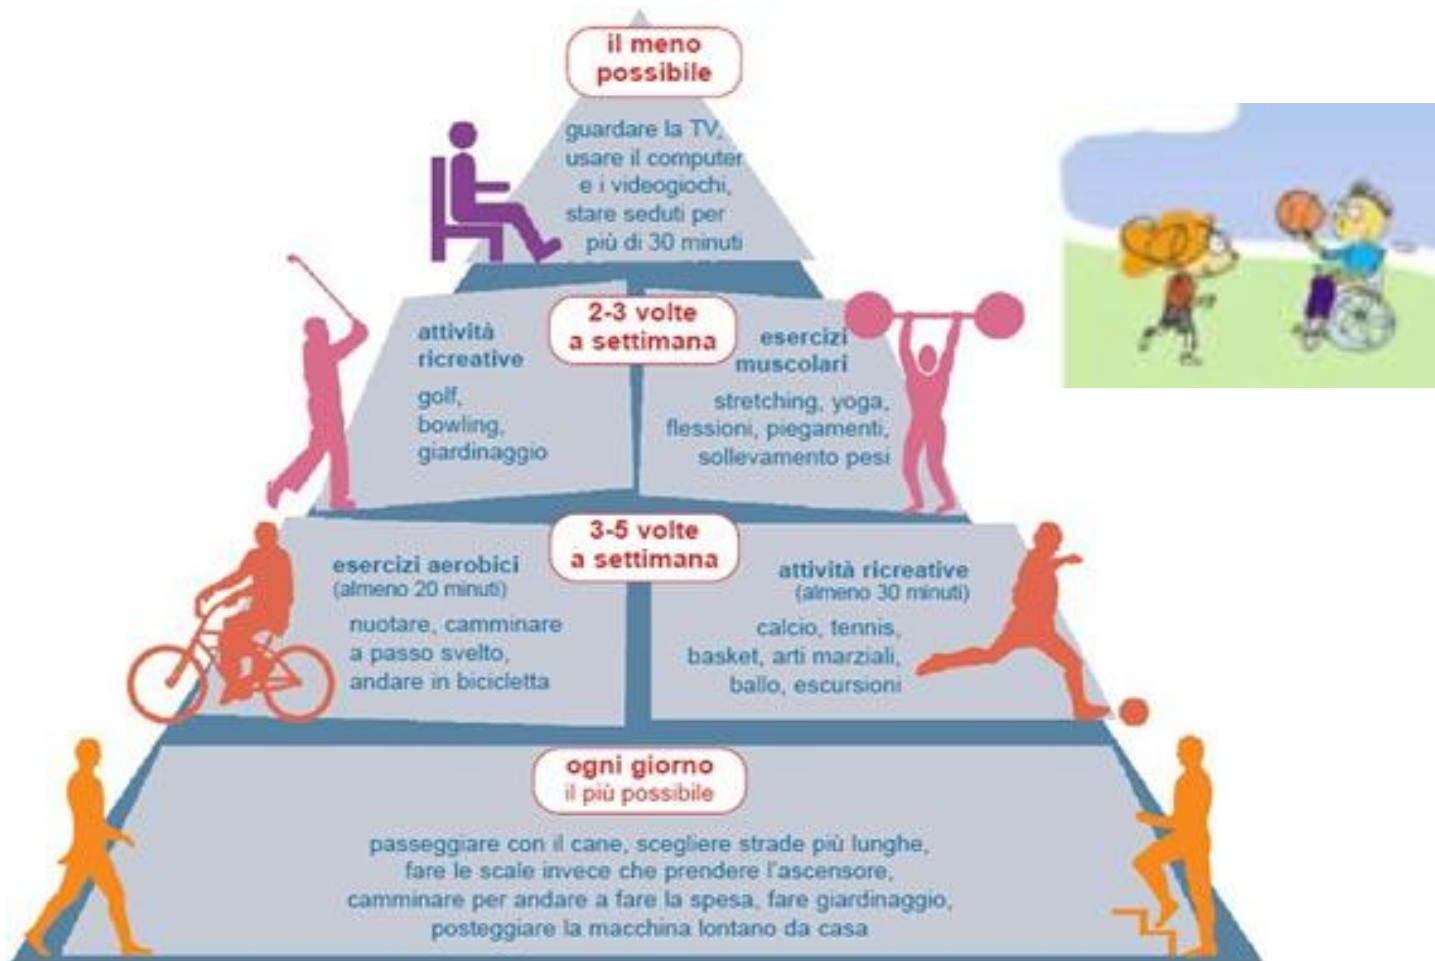 il meno
possibile
guardare la TV,
usare il computer
e i videogiochi,
stare seduti per
più di 30 minuti
2-3 volte
a settimana
attività
ricreative
golf,
bowling,
giardinaggio
esercizi
muscolari
stretching, yoga,
flessioni, piegamenti,
sollevamento pesi
3-5 volte
a settimana
esercizi aerobici
(almeno 20 minuti)
nuotare, camminare
a passo svelto,
andare in bicicletta
attività ricreative
(almeno 30 minuti)
calcio, tennis,
basket, arti marziali,
ballo, escursioni
ogni giorno
il più possibile
passeggiare con il cane, scegliere strade più lunghe,
fare le scale invece che prendere l'ascensore,
camminare per andare a fare la spesa, fare giardinaggio,
posteggiare la macchina lontano da casa